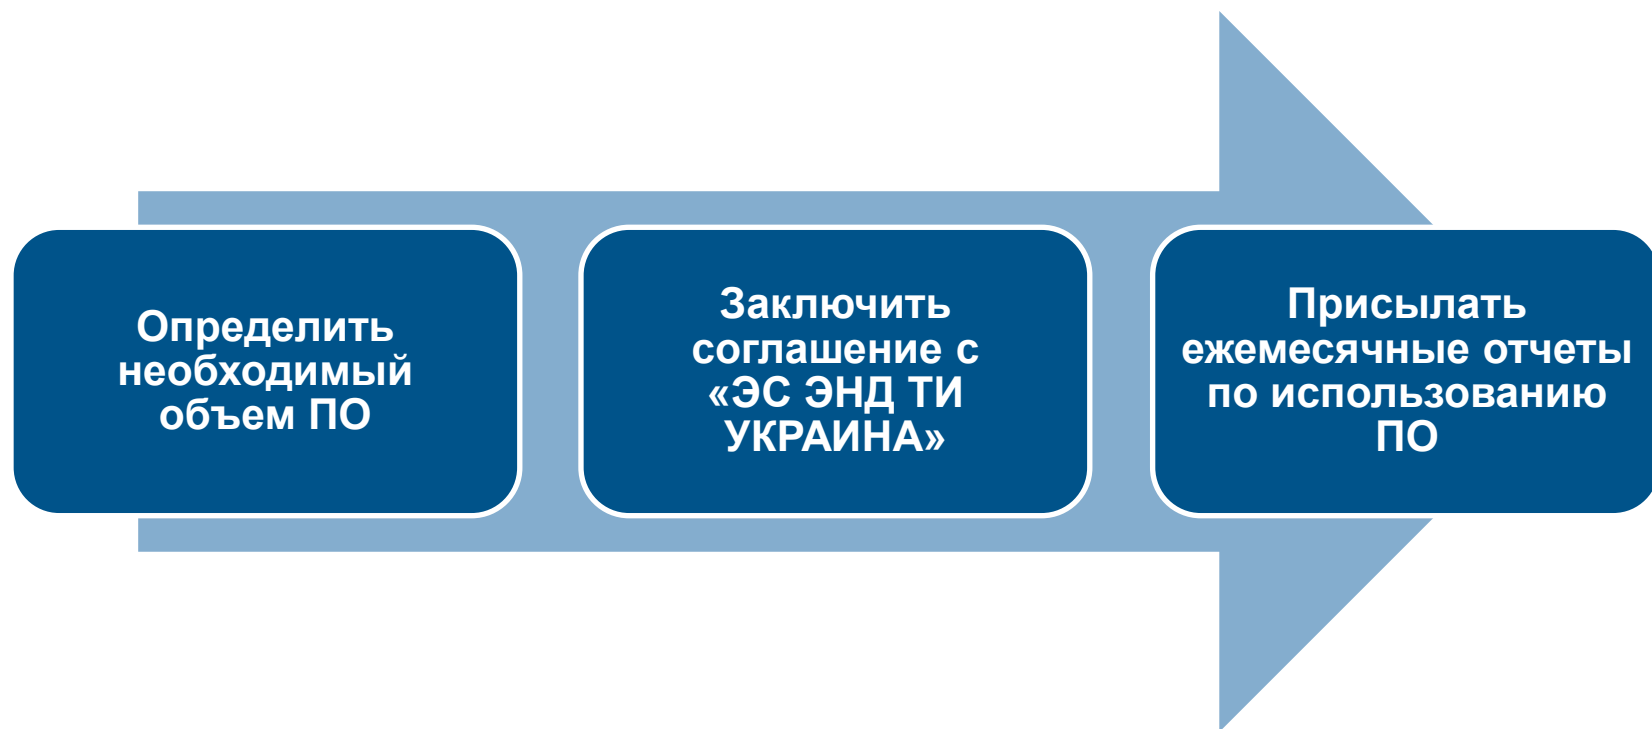 Определить
необходимый
объем ПО
Заключить
соглашение с
«ЭС ЭНД ТИ
УКРАИНА»
Присылать
ежемесячные отчеты
по использованию
ПО